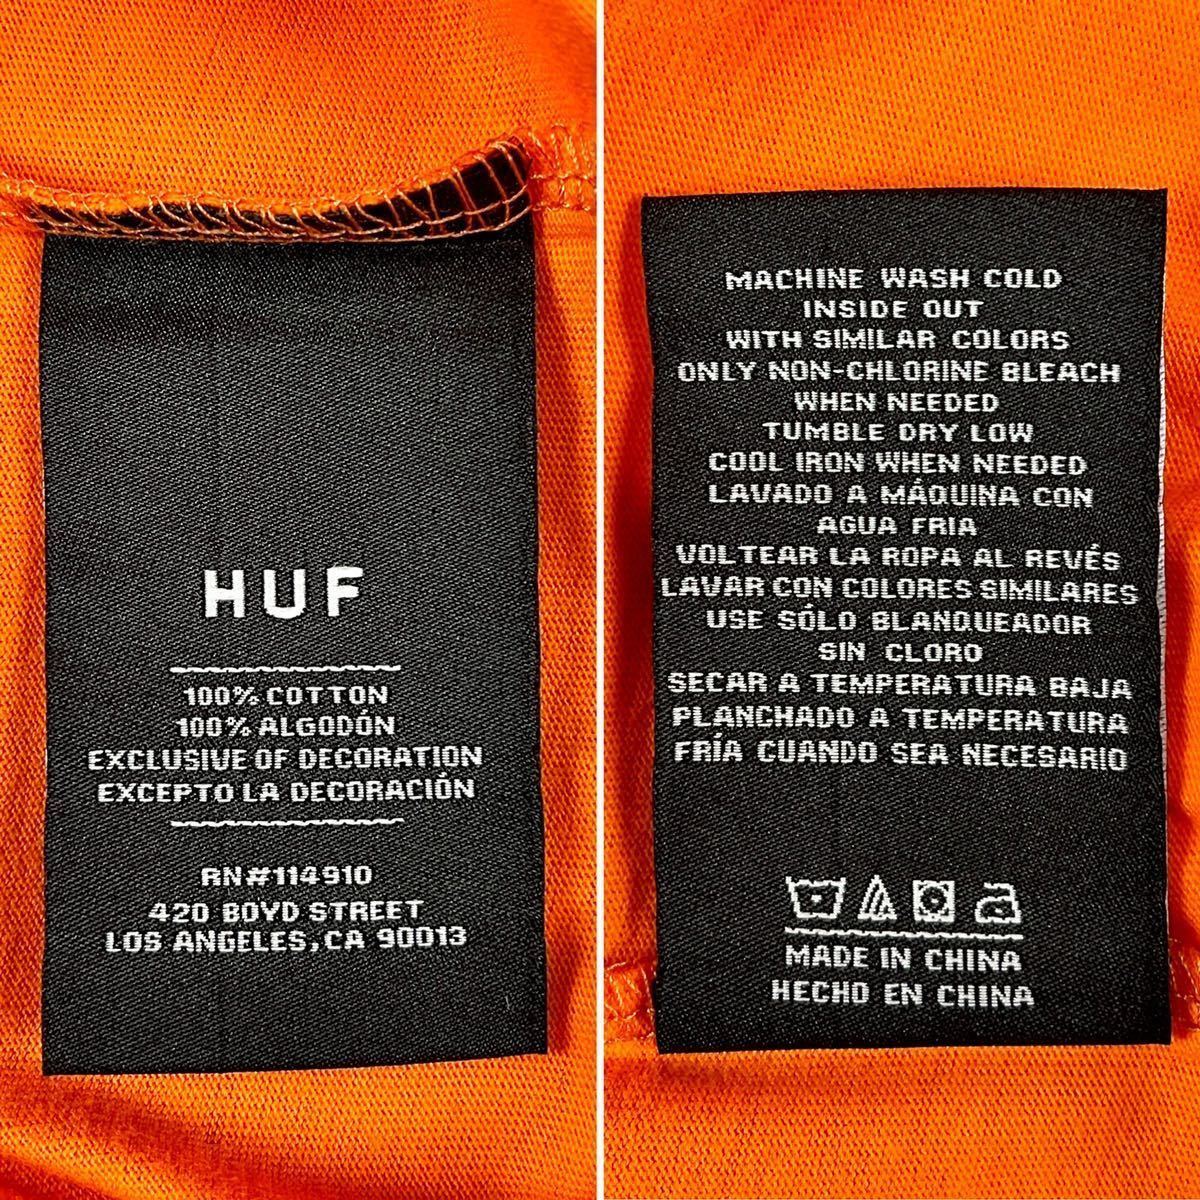 HUF
100% COTTON
100% ALGODÓN
EXCLUSIVE OF DECORATION
EXCEPTO LA DECORACIÓN
RN#114910
420 BOYD STREET
LOS ANGELES, CA 90013
MACHINE WASH COLD
INSIDE OUT
WITH SIMILAR COLORS
ONLY NON-CHLORINE BLEACH
WHEN NEEDED
TUMBLE DRY LOW
COOL IRON WHEN NEEDED
LAVADO A MÁQUINA CON
AGUA FRIA
VOLTEAR LA ROPA AL REVÉS
LAVAR CON COLORES SIMILARES
USE SÓLO BLANQUEADOR
SIN CLORO
SECAR A TEMPERATURA BAJA
PLANCHADO A TEMPERATURA
FRÍA CUANDO SEA NECESARIO
MADE IN CHINA
HECHO EN CHINA